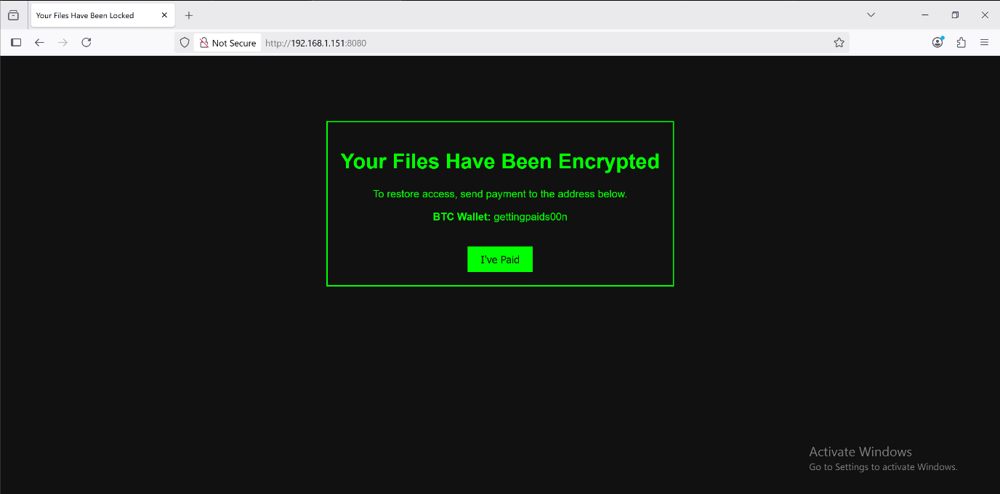 Your Files Have Been Locked
Not Secure http://192.168.1.151:8080
Your Files Have Been Encrypted
To restore access, send payment to the address below.
BTC Wallet: gettingpaids00n
I've Paid
Activate Windows
Go to Settings to activate Windows.